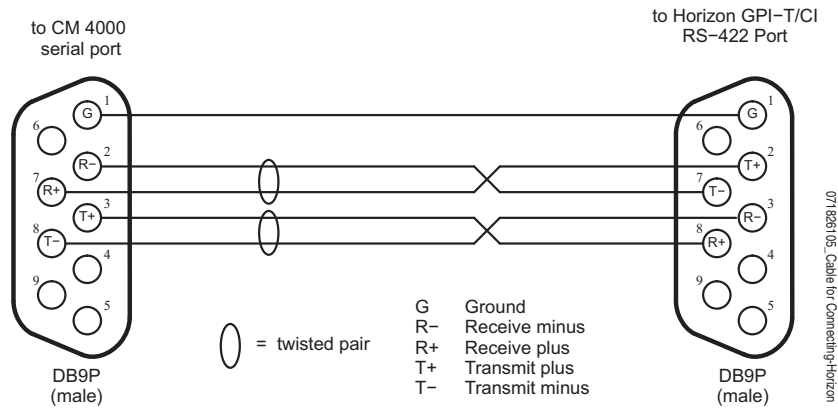 to CM 4000
serial port
to Horizon GPI−T/CI
RS−422 Port
1
G
6
2
R−
7
R+
3
T+
8
T−
4
9
5
1
G
6
2
T+
7
T−
3
R−
8
R+
4
9
5
DB9P
(male)
= twisted pair
G Ground
R− Receive minus
R+ Receive plus
T+ Transmit plus
T− Transmit minus
DB9P
(male)
071826105_Cable for Connecting-Horizon